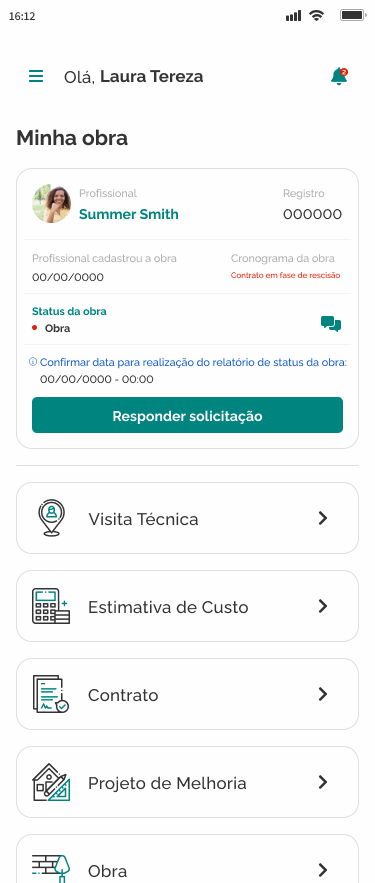 16:12
Olá, Laura Tereza
2
Minha obra
Profissional
Registro
Summer Smith
000000
Profissional cadastrou a obra
Cronograma da obra
00/00/0000
Contrato em fase de rescisão
Status da obra
Obra
Confirmar data para realização do relatório de status da obra:
00/00/0000 - 00:00
Responder solicitação
Visita Técnica
Estimativa de Custo
Contrato
Projeto de Melhoria
Obra